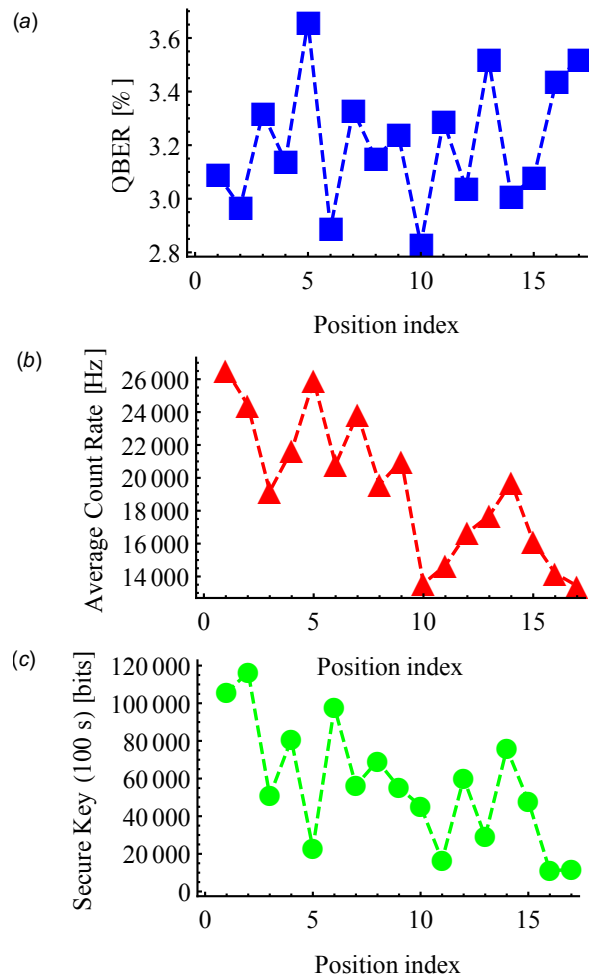 (a)
QBER [%]
3.6
3.4
3.2
3.0
2.8
0 5 10 15
Position index
(b)
Average Count Rate [Hz]
26 000
24 000
22 000
20 000
18 000
16 000
14 000
0 5 10 15
Position index
(c)
Secure Key (100 s) [bits]
120 000
100 000
80 000
60 000
40 000
20 000
0
0 5 10 15
Position index